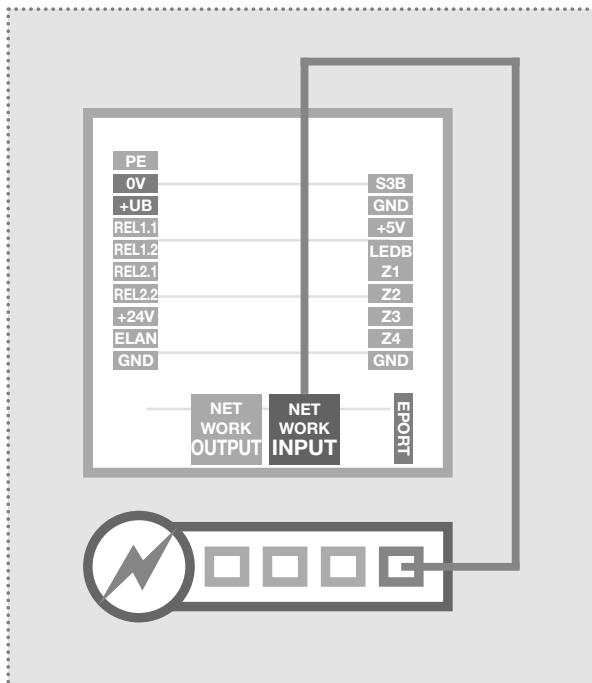 PE
0V
+UB
REL1.1
REL1.2
REL2.1
REL2.2
+24V
ELAN
GND
S3B
GND
+5V
LEDB
Z1
Z2
Z3
Z4
GND
NET
WORK
OUTPUT
NET
WORK
INPUT
EPORT